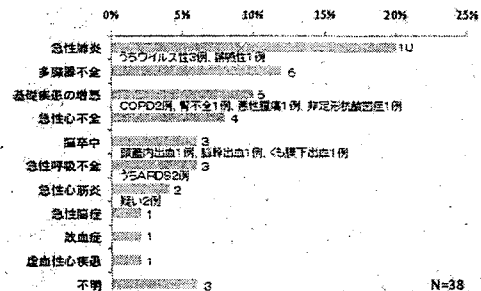 0% 5% 10% 15% 20% 25%
急性肺炎 10
うちウイルス性3例、誤嚥性1例
多臓器不全 6
基礎疾患の増悪 5
COPD2例、腎不全1例、悪性腫瘍1例、非定形抗酸菌症1例
急性心不全 4
脳卒中 3
頭蓋内出血1例、脳幹出血1例、くも膜下出血1例
急性呼吸不全 3
うちARDS2例
急性心筋炎 2
疑い2例
急性脳症 1
敗血症 1
虚血性心疾患 1
不明 3
N=38